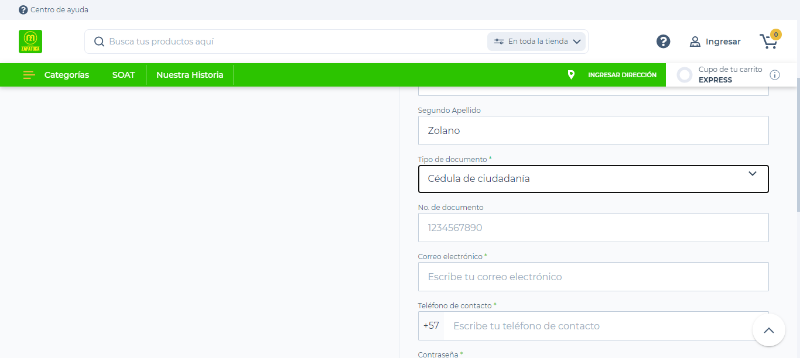 Centro de ayuda
Busca tus productos aquí
En toda la tienda
Ingresar
0
Categorías
SOAT
Nuestra Historia
INGRESAR DIRECCIÓN
Cupo de tu carrito
EXPRESS
Segundo Apellido
Zolano
Tipo de documento *
Cédula de ciudadanía
No. de documento
1234567890
Correo electrónico *
Escribe tu correo electrónico
Teléfono de contacto *
+57 Escribe tu teléfono de contacto
Contraseña *